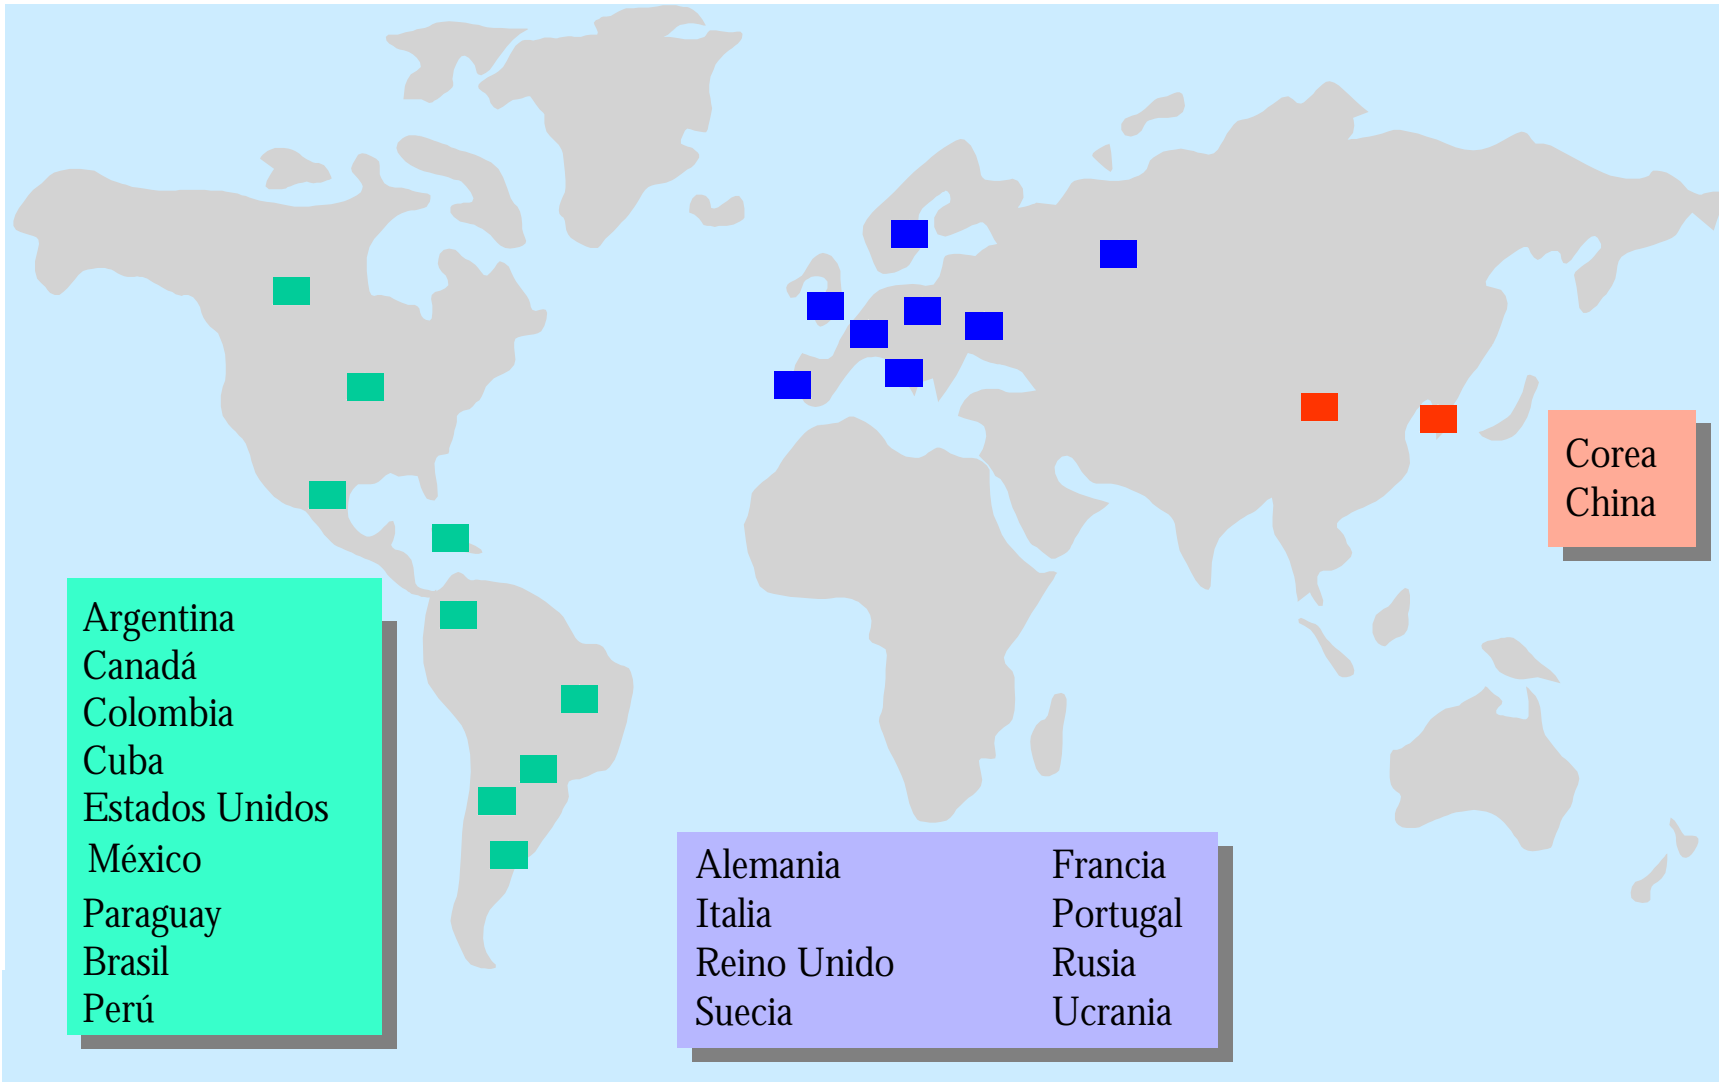 Corea
China
Argentina
Canadá
Colombia
Cuba
Estados Unidos
México
Paraguay
Brasil
Perú
Alemania
Italia
Reino Unido
Suecia
Francia
Portugal
Rusia
Ucrania